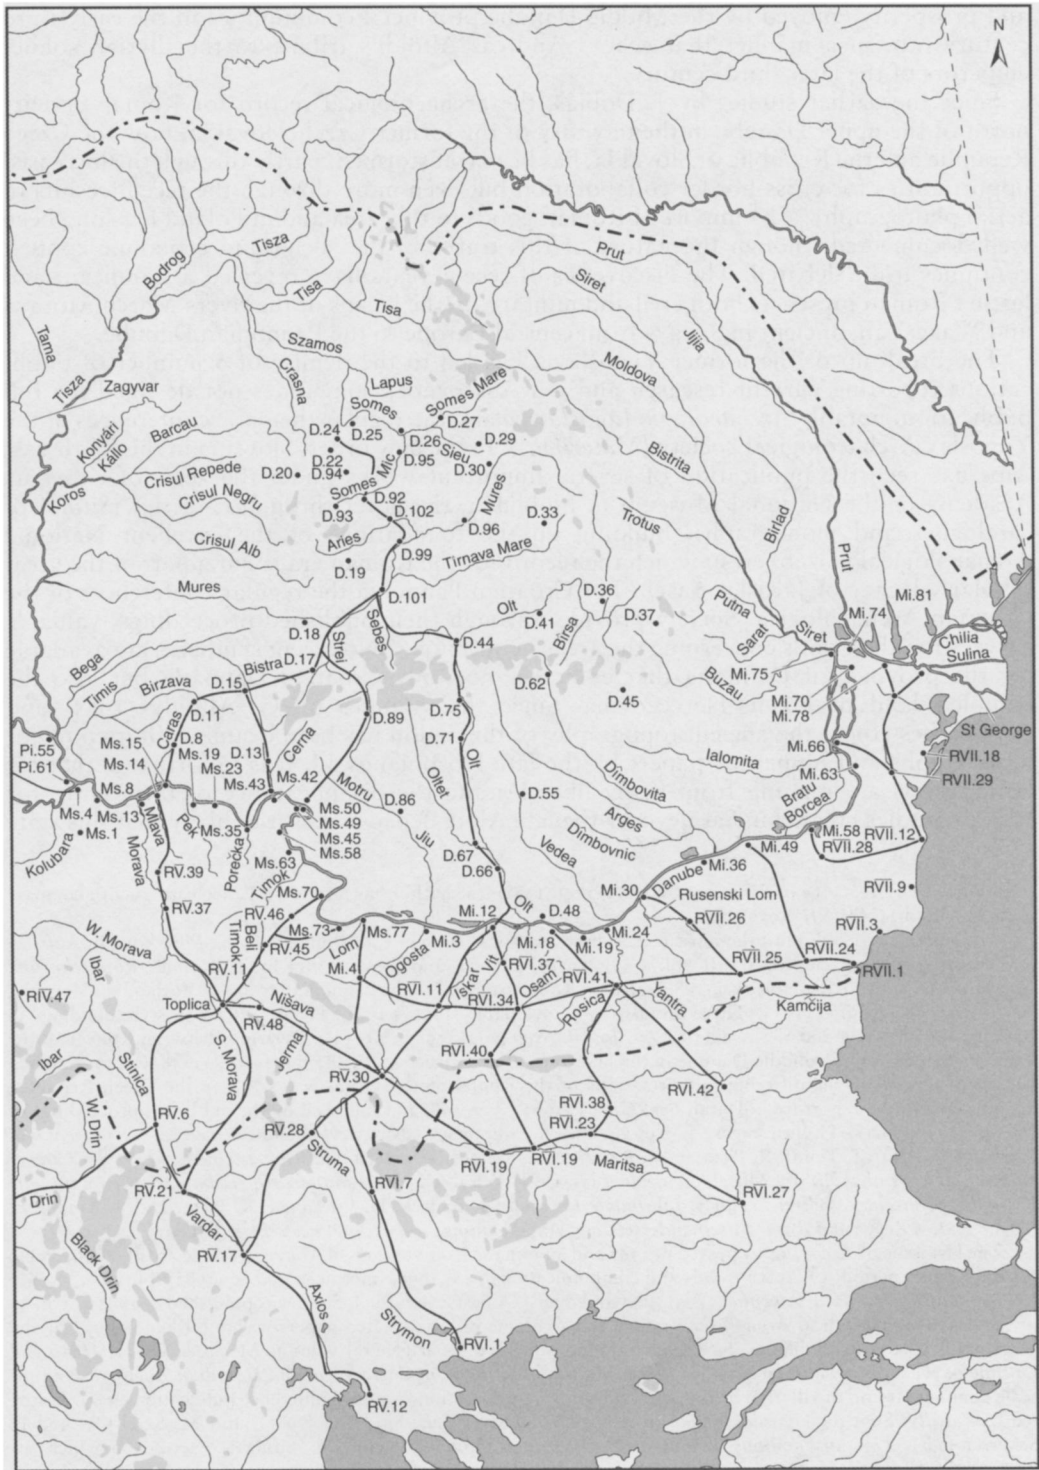 N
Tisza
Bodrog
Tisa
Tisa
Prut
Siret
Jijia
Tarna
Tisza
Zagyvar
Szamos
Crasna
Lapus
Somes
Somes Mare
Moldova
D.27
D.24
D.25
D.26
D.29
Sieu
D.95
Konyári
Kálló
Barcau
D.22
D.94
D.20
D.30
Bistrita
Crisul Repede
Somes Mic
Mures
Koros
Crisul Negru
D.92
D.93
D.102
D.96
D.33
Trotus
Birlad
Aries
Crisul Alb
D.99
Tirnava Mare
Prut
D.19
Mures
D.101
Mi.81
Mi.74
D.36
Olt
D.41
Birsa
D.37
Putna
Sarat
Siret
Chilia
Sulina
D.18
Strei
Sebes
D.44
Bega
Timis
Bistra
D.17
Birzava
D.15
Mi.75
Buzau
D.62
D.45
Mi.70
Mi.78
D.11
Caras
D.8
D.89
D.75
St George
Pi.55
Ms.15
Ms.14
Ms.19
D.13
Cerna
D.71
Olt
Ialomita
Mi.66
RVII.18
Pi.61
Ms.8
Ms.23
Ms.43
Ms.42
Motru
Oltet
Dîmbovita
Mi.63
RVII.29
Ms.4
Ms.13
Mlava
Pek
Ms.50
Ms.49
Ms.45
D.86
D.55
Bratu
Borcea
Ms.1
Ms.35
Ms.58
Jiu
Arges
Dîmbovnic
Mi.58
RVII.28
RVII.12
Kolubara
Morava
Porečka
Ms.63
D.67
Vedea
Mi.49
RV.39
Timok
D.66
Mi.36
Danube
Ms.70
Mi.30
Rusenski Lom
RVII.9
RV.37
RV.46
Mi.12
Olt
D.48
RVII.26
W. Morava
Beli
Timok
Ms.73
Ms.77
Mi.3
Mi.18
Mi.19
Mi.24
RVII.3
Ibar
RV.45
Lom
Ogosta
Vit
RVI.37
RVII.25
RVII.24
RVII.1
RV.11
Mi.4
Iskar
RVI.41
RIV.47
Toplica
RVI.11
RVI.34
Osam
Rosica
Yantra
Kamčija
Nišava
RV.48
Ibar
Sitnica
S. Morava
Jerma
RVI.40
RV.30
RVI.42
W. Drin
RV.6
RVI.38
RV.28
RVI.23
Struma
RVI.19
RVI.19
Maritsa
Drin
RV.21
RVI.7
RVI.27
Vardar
Black Drin
RV.17
Axios
Strymon
RVI.1
RV.12